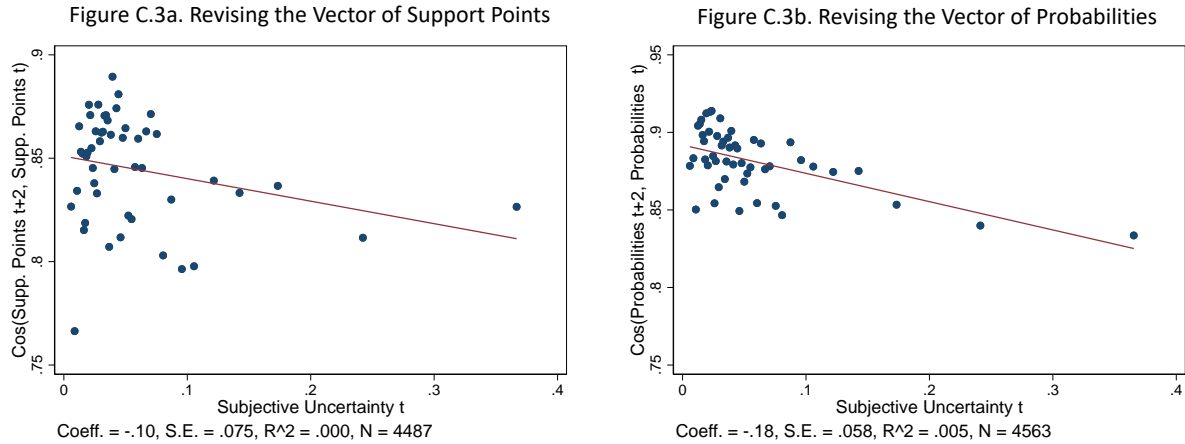 Figure C.3a. Revising the Vector of Support Points
Cos(Supp. Points t+2, Supp. Points t)
.9
.85
.8
.75
0 .1 .2 .3 .4
Subjective Uncertainty t
Coeff. = -.10, S.E. = .075, R^2 = .000, N = 4487
Figure C.3b. Revising the Vector of Probabilities
Cos(Probabilities t+2, Probabilities t)
.95
.9
.85
.8
.75
0 .1 .2 .3 .4
Subjective Uncertainty t
Coeff. = -.18, S.E. = .058, R^2 = .005, N = 4563